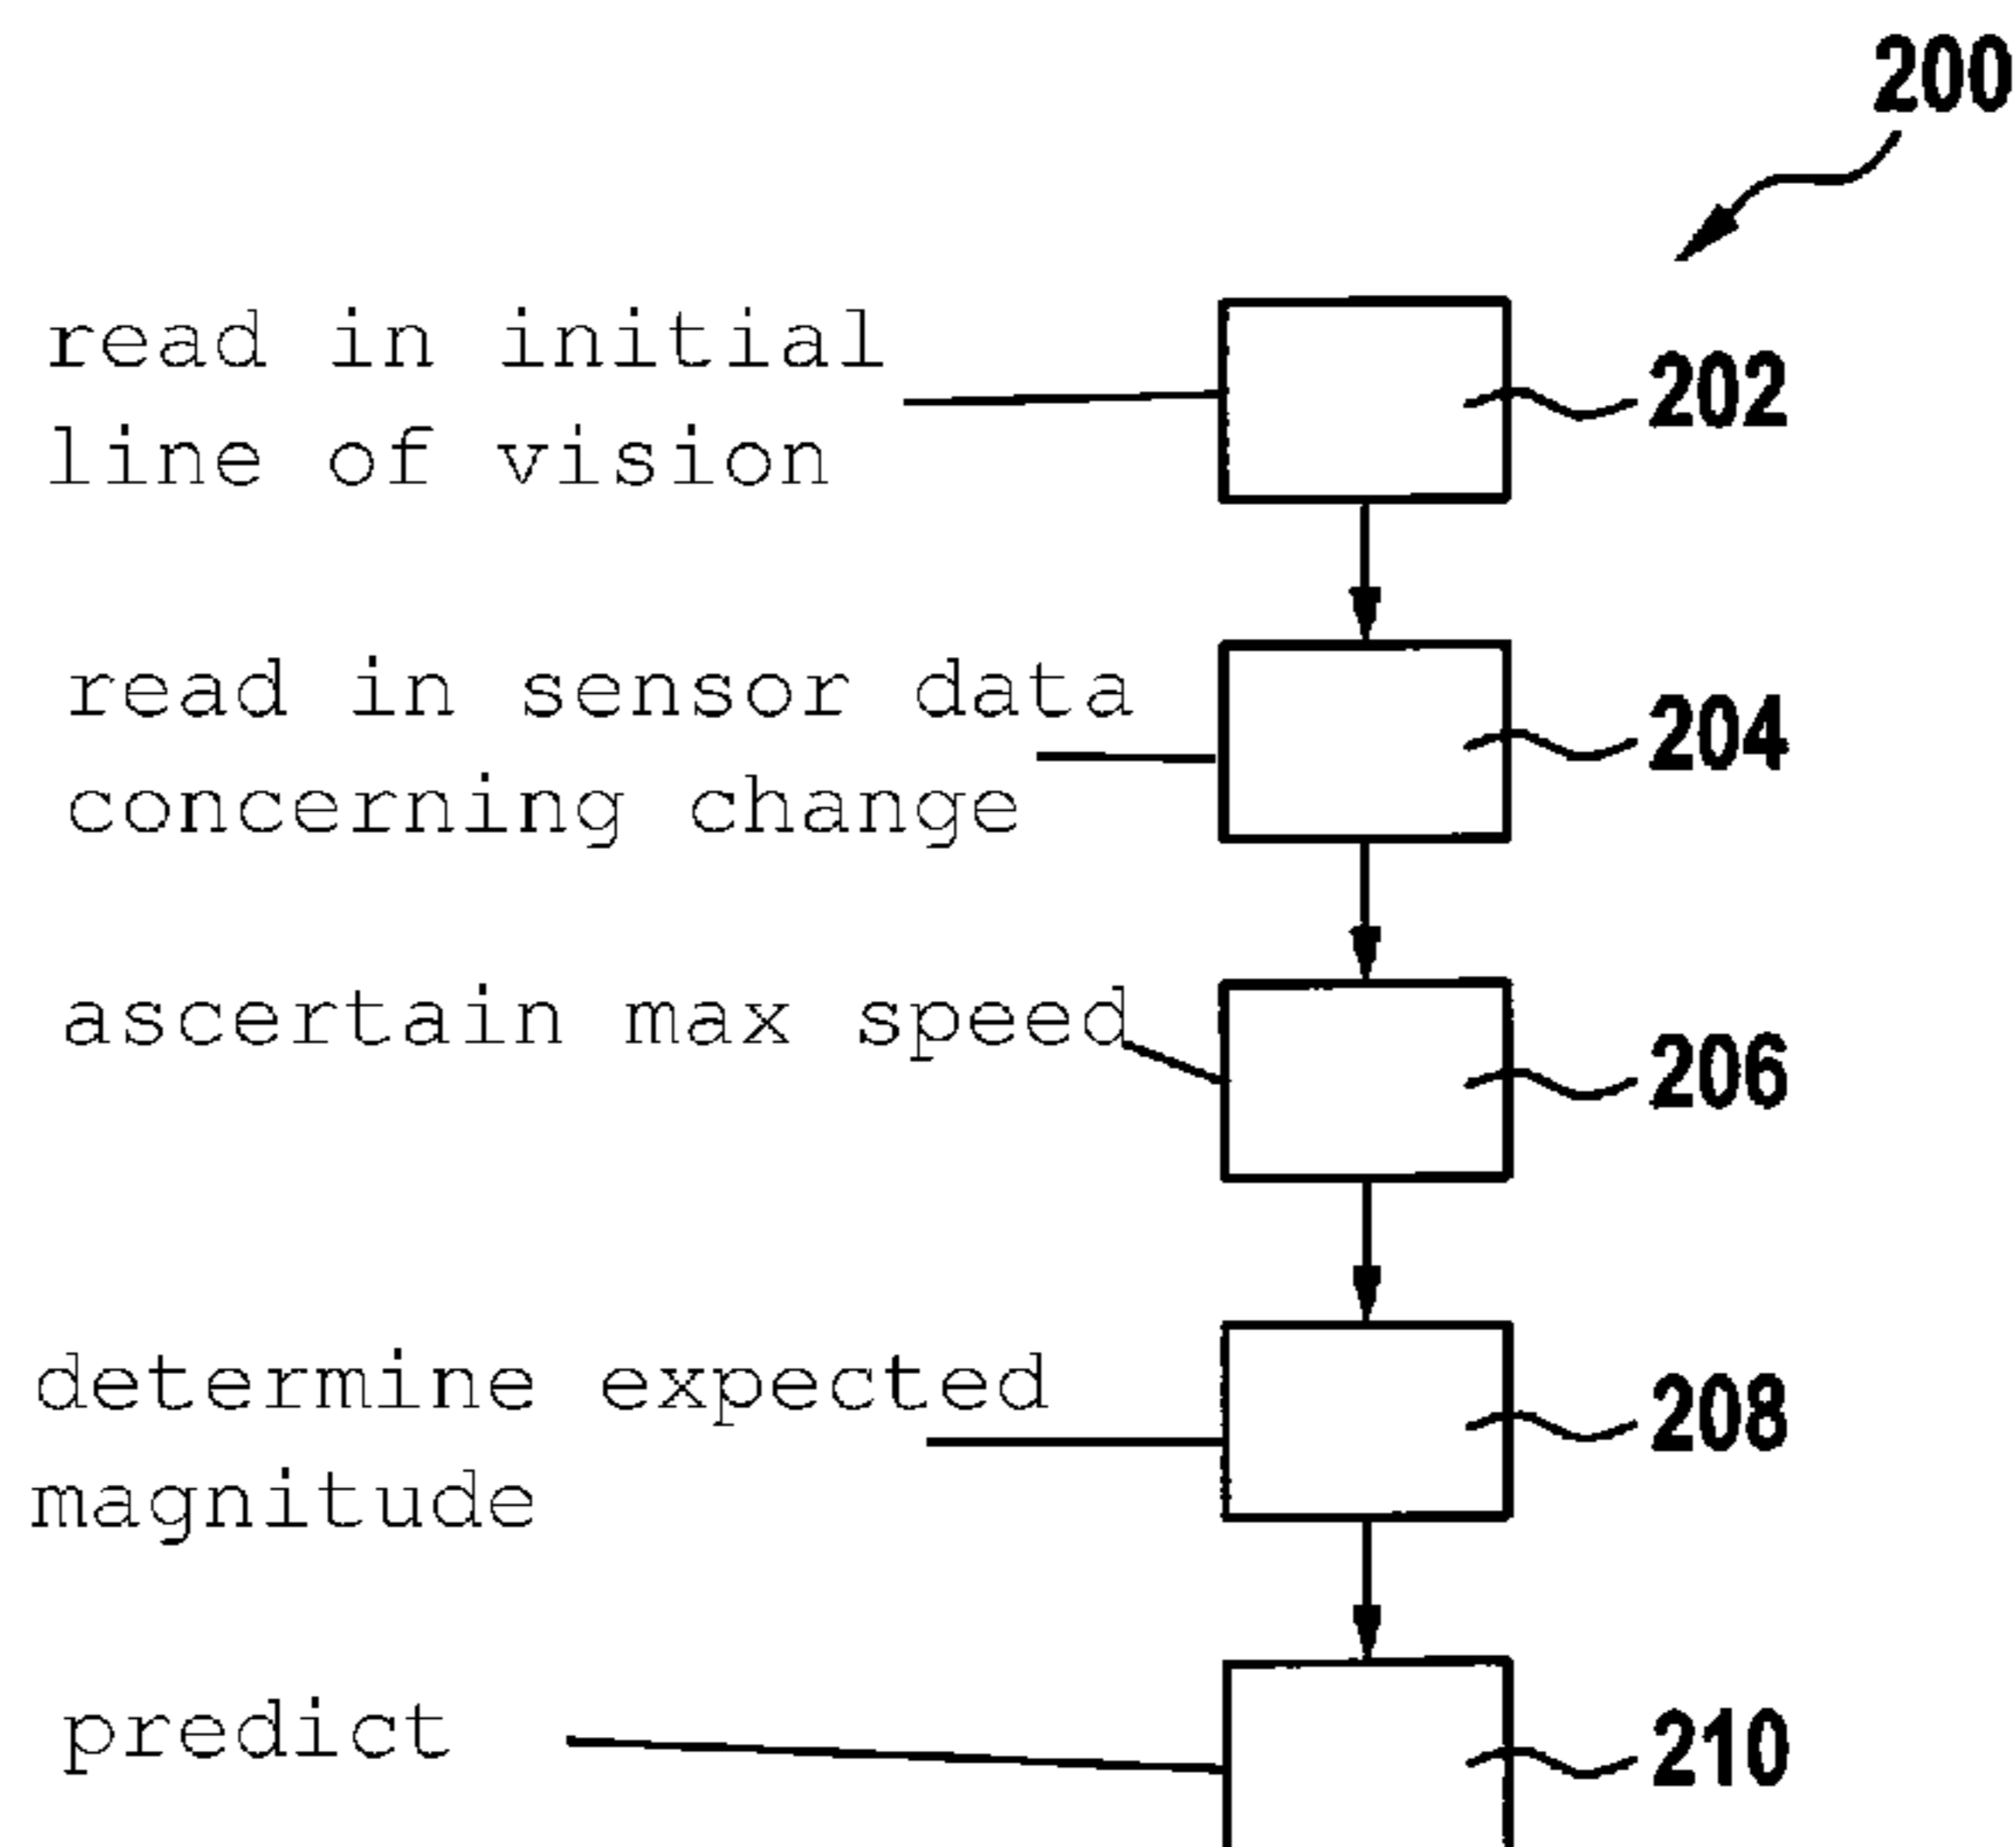 200
read in initial
line of vision
202
read in sensor data
concerning change
204
ascertain max speed
206
determine expected
magnitude
208
predict
210